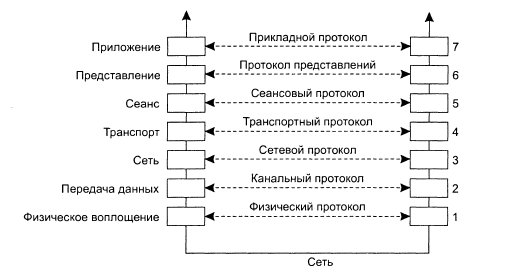 Приложение Прикладной протокол 7
Представление Протокол представлений 6
Сеанс Сеансовый протокол 5
Транспорт Транспортный протокол 4
Сеть Сетевой протокол 3
Передача данных Канальный протокол 2
Физическое воплощение Физический протокол 1
Сеть